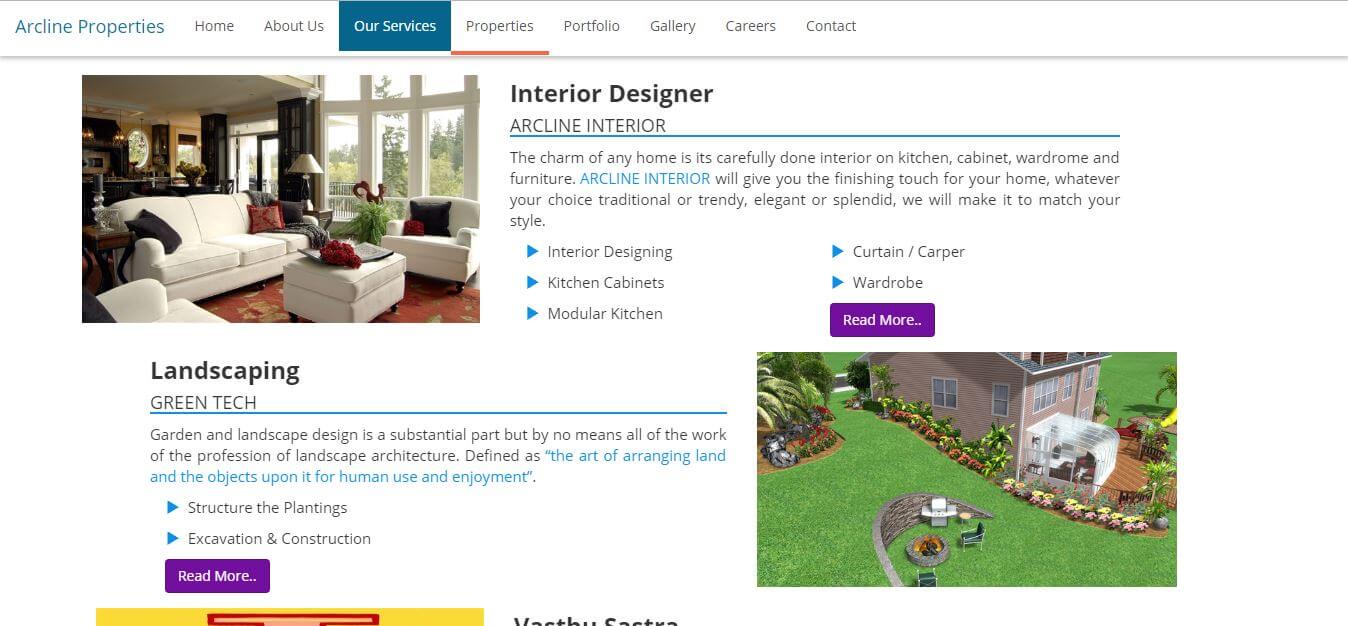 Arcline Properties Home About Us Our Services Properties Portfolio Gallery Careers Contact
Interior Designer
ARCLINE INTERIOR
The charm of any home is its carefully done interior on kitchen, cabinet, wardrome and
furniture. ARCLINE INTERIOR will give you the finishing touch for your home, whatever
your choice traditional or trendy, elegant or splendid, we will make it to match your
style.
Interior Designing
Kitchen Cabinets
Modular Kitchen
Curtain / Carper
Wardrobe
Read More..
Landscaping
GREEN TECH
Garden and landscape design is a substantial part but by no means all of the work
of the profession of landscape architecture. Defined as “the art of arranging land
and the objects upon it for human use and enjoyment”.
Structure the Plantings
Excavation & Construction
Read More..
Vasthu Sastra